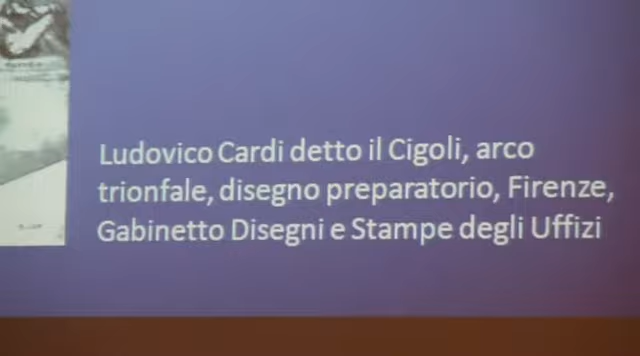 Ludovico Cardi detto il Cigoli, arco
trionfale, disegno preparatorio, Firenze,
Gabinetto Disegni e Stampe degli Uffizi